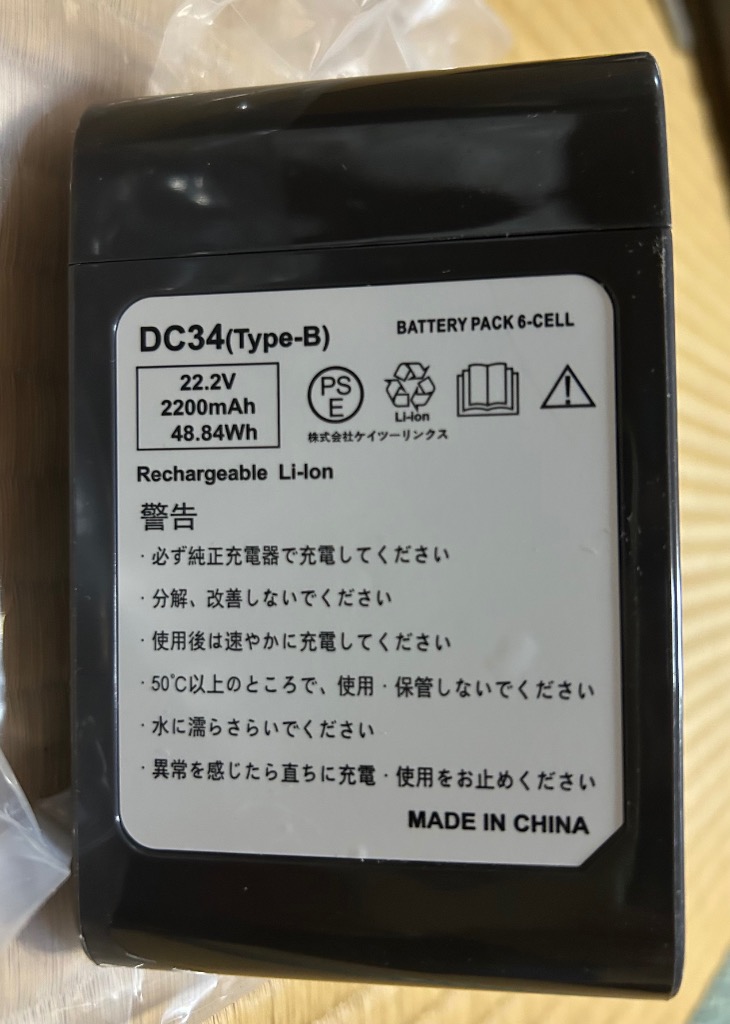 DC34(Type-B)
BATTERY PACK 6-CELL
22.2V
2200mAh
48.84Wh
PS
E
Li-Ion
株式会社ケイツーリンクス
Rechargeable Li-Ion
警告
·必ず純正充電器で充電してください
·分解、改善しないでください
·使用後は速やかに充電してください
·50℃以上のところで、使用·保管しないでください
·水に濡らさらいでください
·異常を感じたら直ちに充電·使用をお止めください
MADE IN CHINA